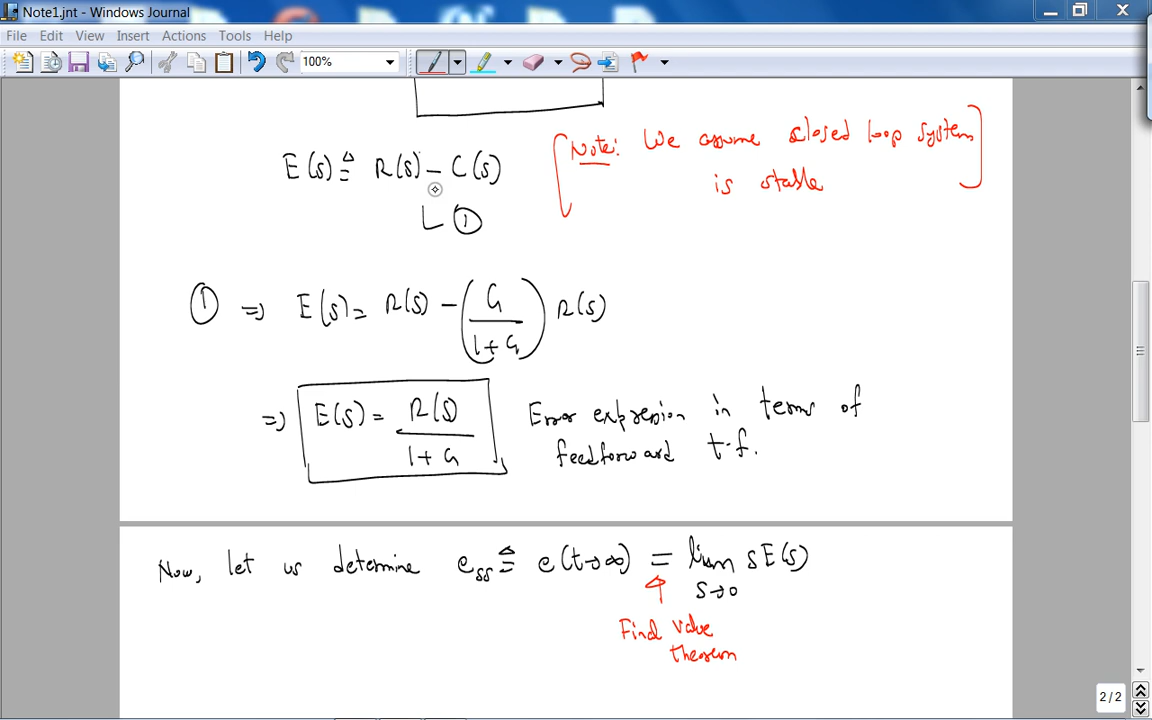 Note1.jnt - Windows Journal
File Edit View Insert Actions Tools Help
100%
E(s) ≜ R(s) - C(s)
① 
[Note: We assume closed loop system
is stable]
① ⇒ E(s) = R(s) - (G / 1+G) R(s)
⇒ E(s) = R(s) / 1+G
Error expression in terms of
feedforward t.f.
Now, let us determine e_ss ≜ e(t→∞) = lim sE(s)
s→0
Final value
theorem
2/2